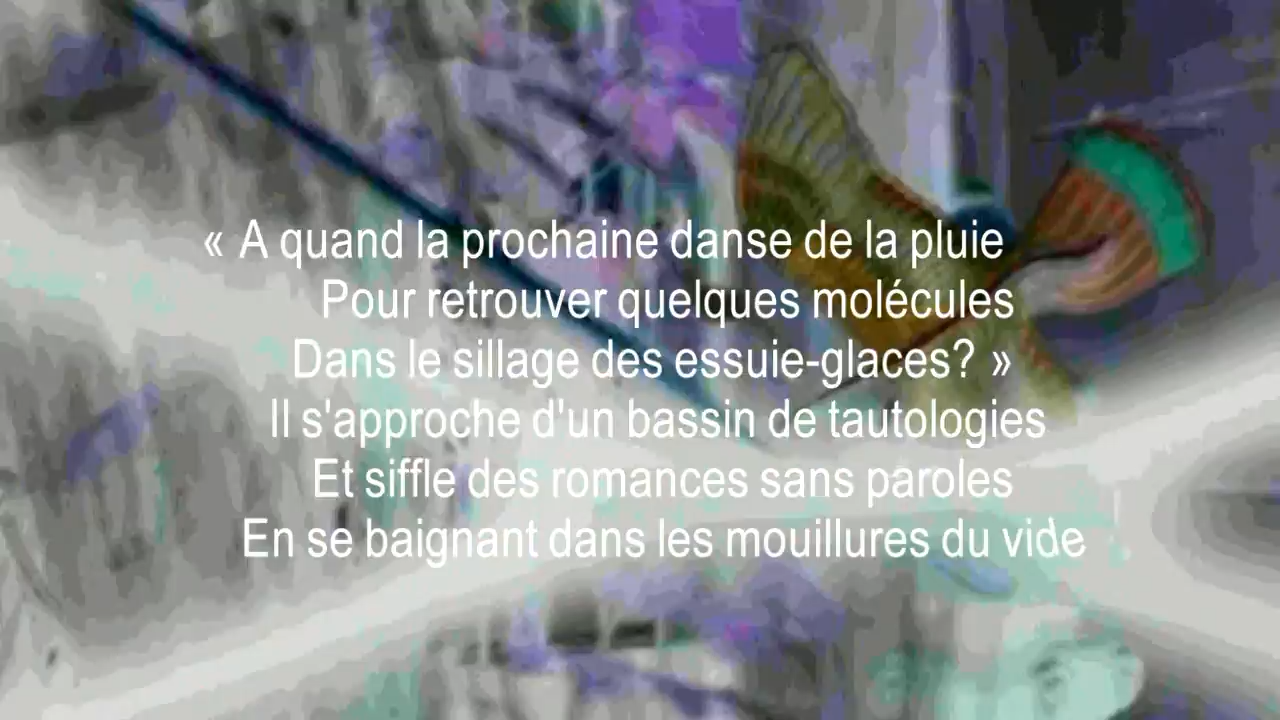 « A quand la prochaine danse de la pluie
Pour retrouver quelques molécules
Dans le sillage des essuie-glaces? »
Il s'approche d'un bassin de tautologies
Et siffle des romances sans paroles
En se baignant dans les mouillures du vide